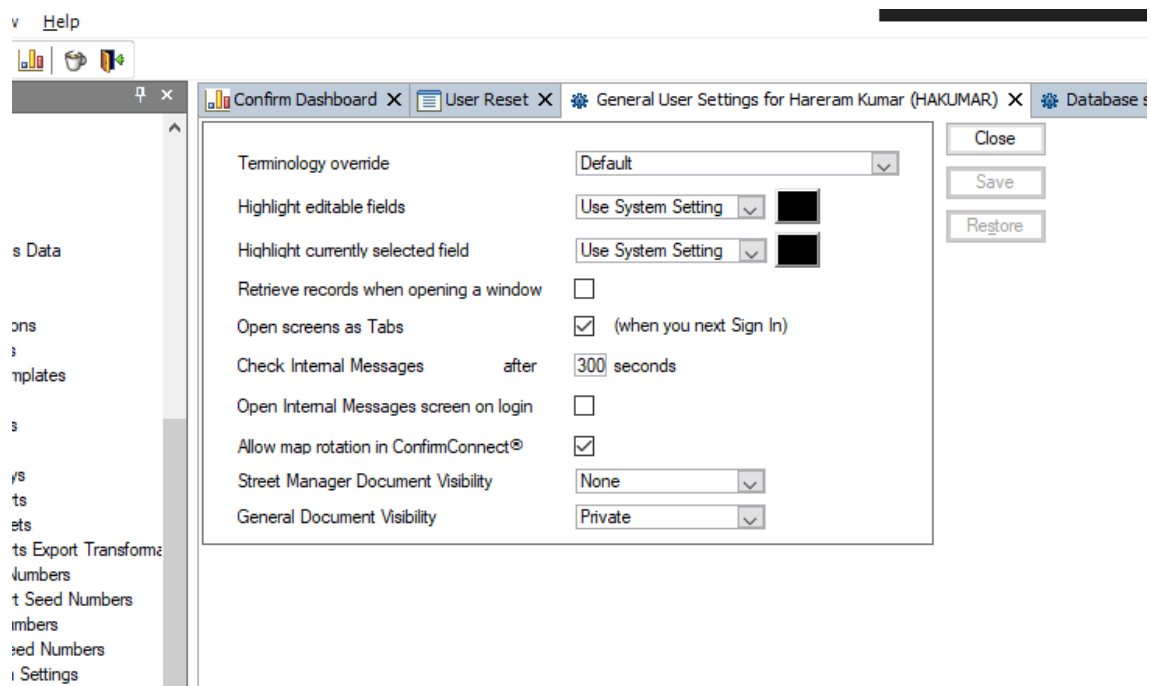 Help
Confirm Dashboard User Reset General User Settings for Hareram Kumar (HAKUMAR) Database s
Close
Save
Restore
Terminology override Default
Highlight editable fields Use System Setting
Highlight currently selected field Use System Setting
Retrieve records when opening a window
Open screens as Tabs (when you next Sign In)
Check Internal Messages after 300 seconds
Open Internal Messages screen on login
Allow map rotation in ConfirmConnect®
Street Manager Document Visibility None
General Document Visibility Private
s Data
ons
s
mplates
s
ys
rts
ets
ts Export Transforma
Numbers
t Seed Numbers
umbers
eed Numbers
Settings